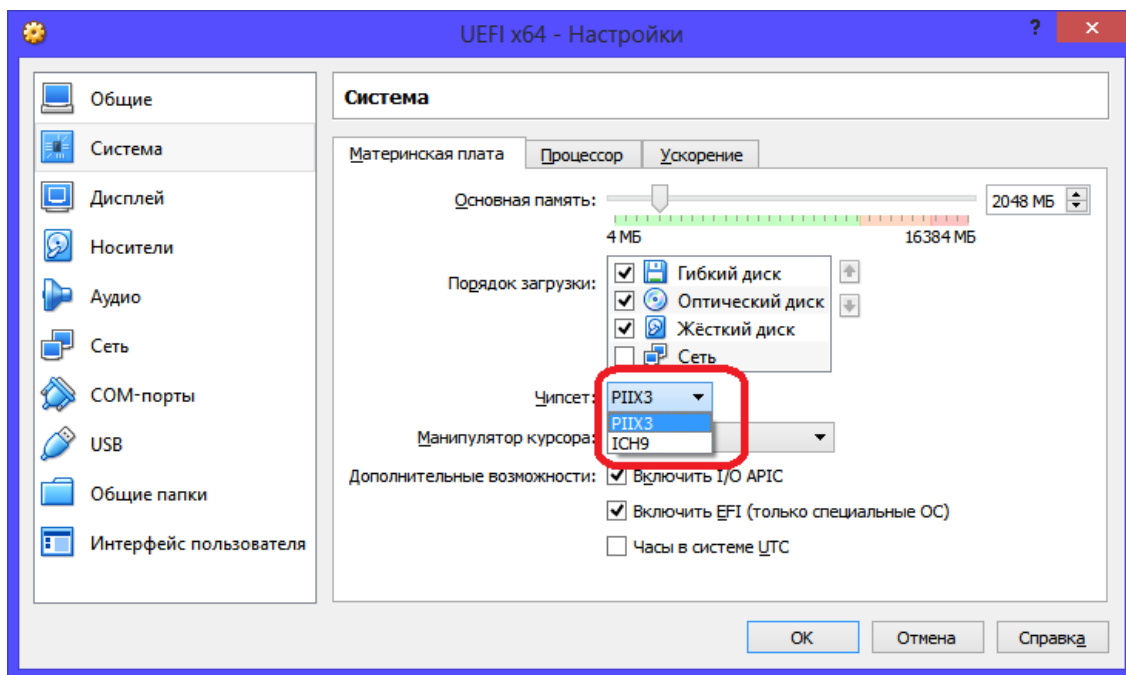 UEFI x64 - Настройки
?
Общие
Система
Дисплей
Носители
Аудио
Сеть
COM-порты
USB
Общие папки
Интерфейс пользователя
Система
Материнская плата
Процессор
Ускорение
Основная память:
2048 МБ
4 МБ
16384 МБ
Порядок загрузки:
Гибкий диск
Оптический диск
Жёсткий диск
Сеть
Чипсет:
PIIX3
PIIX3
ICH9
Манипулятор курсора:
Дополнительные возможности:
Включить I/O APIC
Включить EFI (только специальные ОС)
Часы в системе UTC
OK
Отмена
Справка